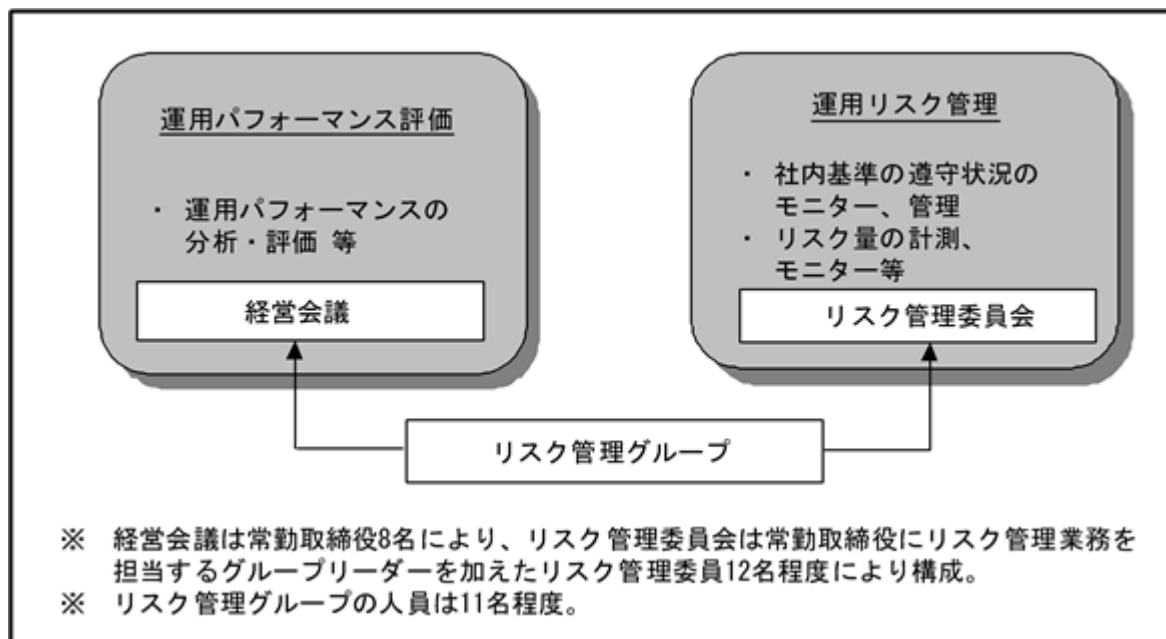 運用パフォーマンス評価
・ 運用パフォーマンスの
分析・評価 等
経営会議
運用リスク管理
・ 社内基準の遵守状況の
モニター、管理
・ リスク量の計測、
モニター等
リスク管理委員会
リスク管理グループ
※ 経営会議は常勤取締役8名により、リスク管理委員会は常勤取締役にリスク管理業務を
担当するグループリーダーを加えたリスク管理委員12名程度により構成。
※ リスク管理グループの人員は11名程度。